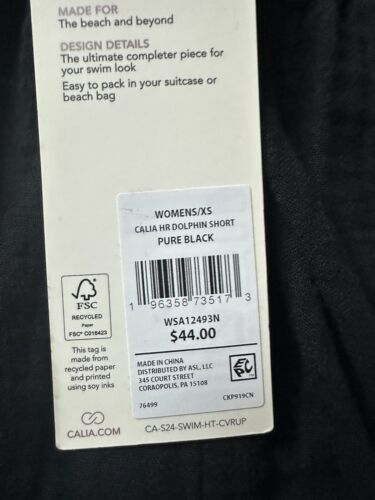 MADE FOR
The beach and beyond
DESIGN DETAILS
The ultimate completer piece for
your swim look
Easy to pack in your suitcase or
beach bag
WOMENS/XS
CALIA HR DOLPHIN SHORT
PURE BLACK
1 96358 73517 3
WSA12493N
$44.00
MADE IN CHINA
DISTRIBUTED BY ASL, LLC
345 COURT STREET
CORAOPOLIS, PA 15108
76499
CKP919CN
FSC
RECYCLED
Paper
FSC® C016423
This tag is
made from
recycled paper
and printed
using soy inks
CALIA.COM
CA-S24-SWIM-HT-CVRUP